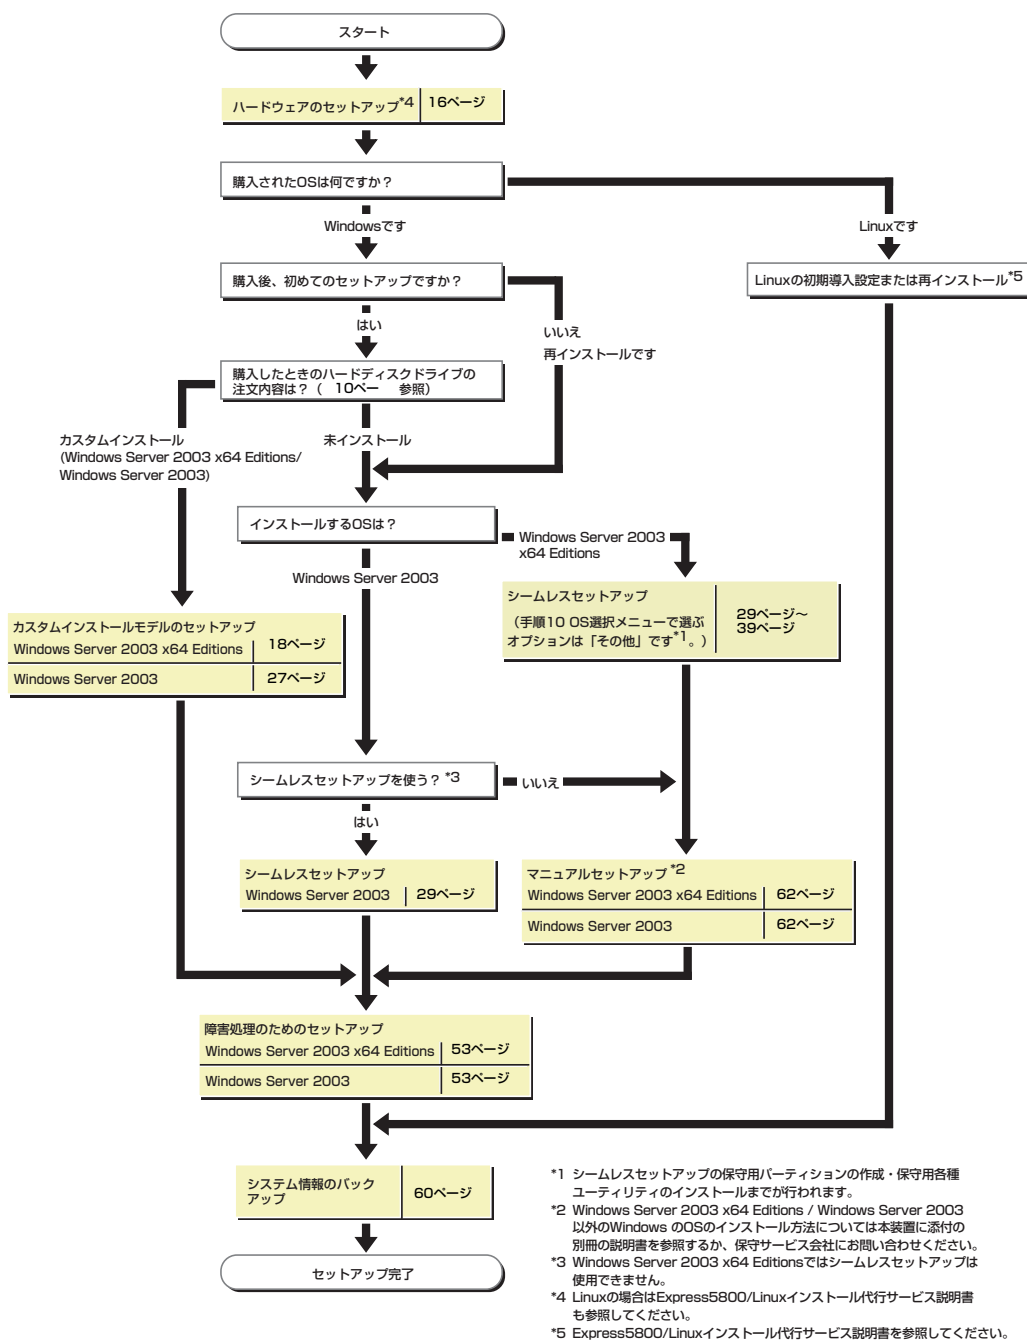 スタート
ハードウェアのセットアップ*4 16ページ
購入されたOSは何ですか？
Windowsです
Linuxです
購入後、初めてのセットアップですか？
Linuxの初期導入設定または再インストール*5
はい
いいえ
再インストールです
購入したときのハードディスクドライブの
注文内容は？（ 10ペー 参照）
カスタムインストール
(Windows Server 2003 x64 Editions/
Windows Server 2003)
未インストール
インストールするOSは？
Windows Server 2003
x64 Editions
Windows Server 2003
シームレスセットアップ
（手順10 OS選択メニューで選ぶ
オプションは「その他」です*1。）
29ページ〜
39ページ
カスタムインストールモデルのセットアップ
Windows Server 2003 x64 Editions 18ページ
Windows Server 2003 27ページ
シームレスセットアップを使う？ *3
いいえ
はい
シームレスセットアップ
Windows Server 2003 29ページ
マニュアルセットアップ*2
Windows Server 2003 x64 Editions 62ページ
Windows Server 2003 62ページ
障害処理のためのセットアップ
Windows Server 2003 x64 Editions 53ページ
Windows Server 2003 53ページ
システム情報のバック
アップ
60ページ
セットアップ完了
*1 シームレスセットアップの保守用パーティションの作成・保守用各種
ユーティリティのインストールまでが行われます。
*2 Windows Server 2003 x64 Editions / Windows Server 2003
以外のWindows のOSのインストール方法については本装置に添付の
別冊の説明書を参照するか、保守サービス会社にお問い合わせください。
*3 Windows Server 2003 x64 Editionsではシームレスセットアップは
使用できません。
*4 Linuxの場合はExpress5800/Linuxインストール代行サービス説明書
も参照してください。
*5 Express5800/Linuxインストール代行サービス説明書を参照してください。